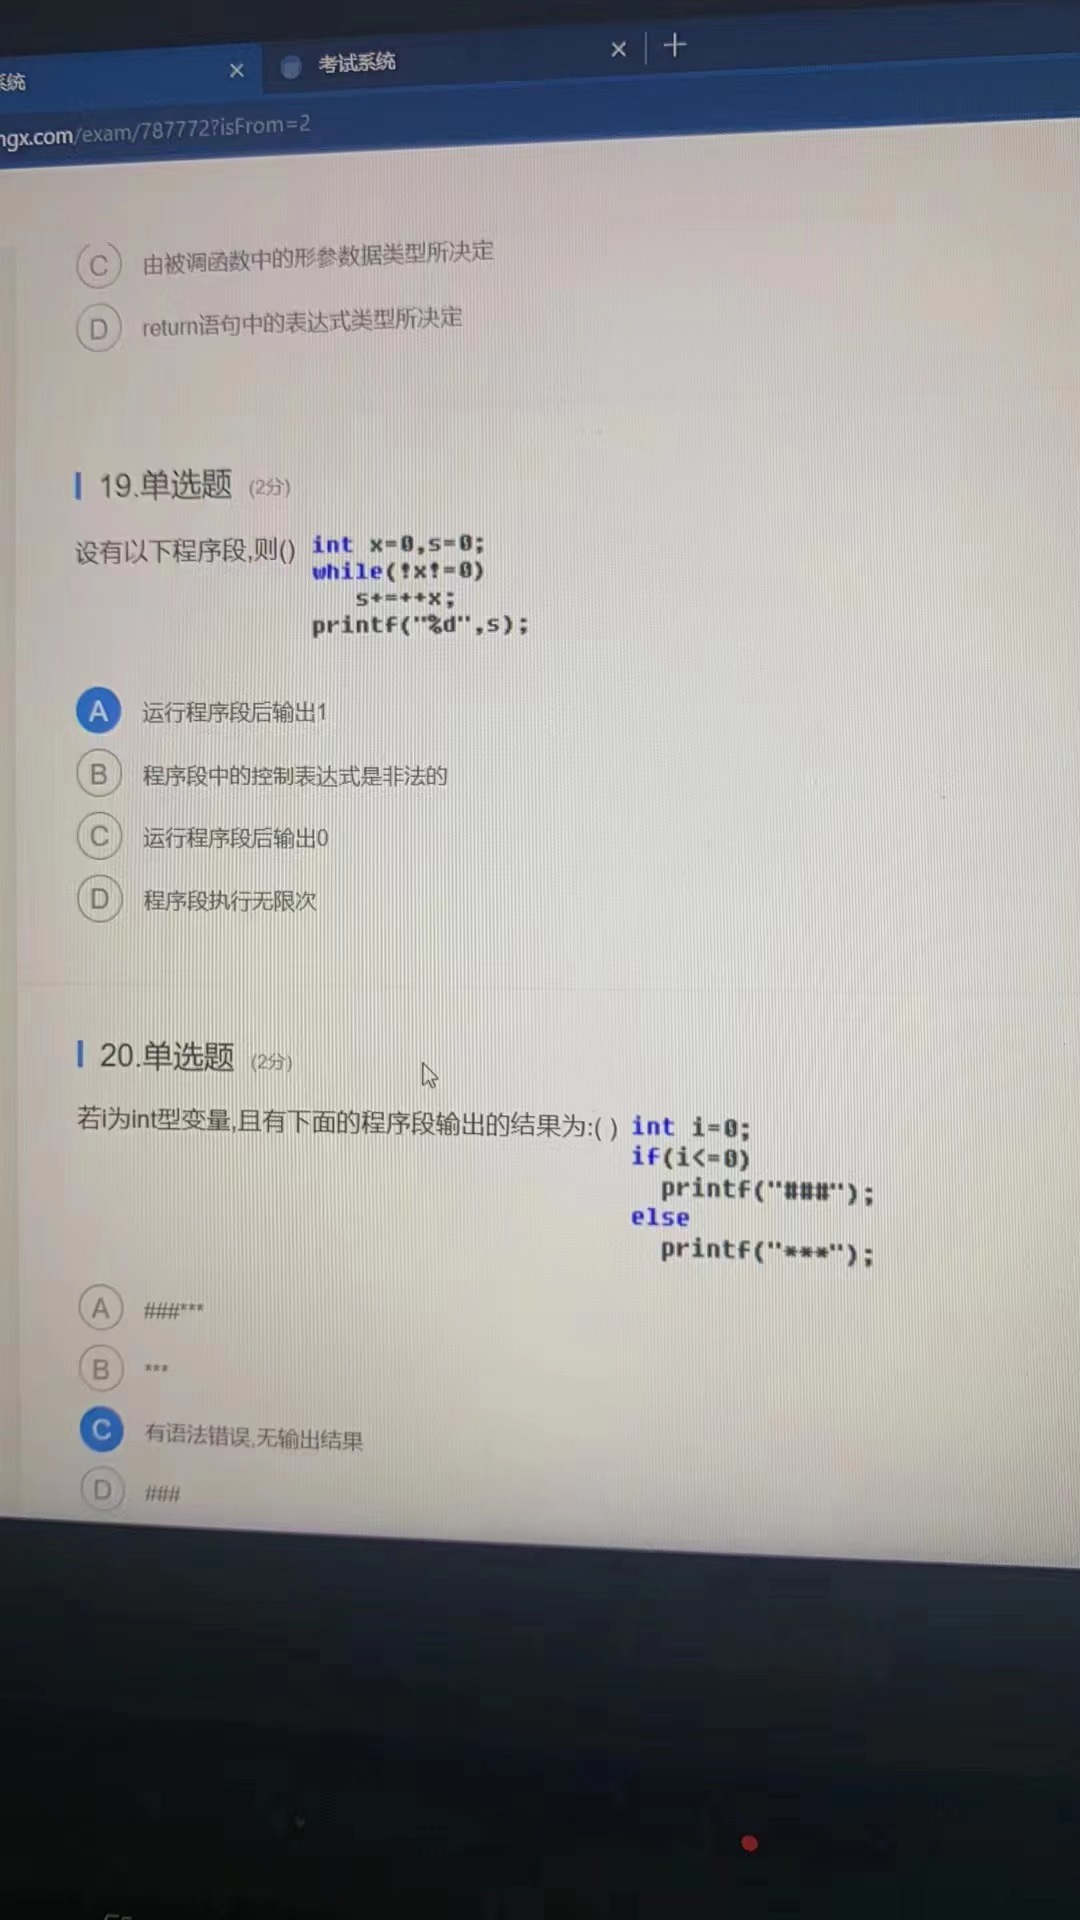 系统
考试系统
ngx.com/exam/787772?isFrom=2
C 由被调函数中的形参数据类型所决定
D return语句中的表达式类型所决定
19.单选题 (2分)
设有以下程序段,则() int x=0,s=0;
while(!x!=0)
s+=++x;
printf("%d",s);
A 运行程序段后输出1
B 程序段中的控制表达式是非法的
C 运行程序段后输出0
D 程序段执行无限次
20.单选题 (2分)
若i为int型变量,且有下面的程序段输出的结果为:( ) int i=0;
if(i<=0)
printf("###");
else
printf("***");
A ###***
B ***
C 有语法错误,无输出结果
D ###